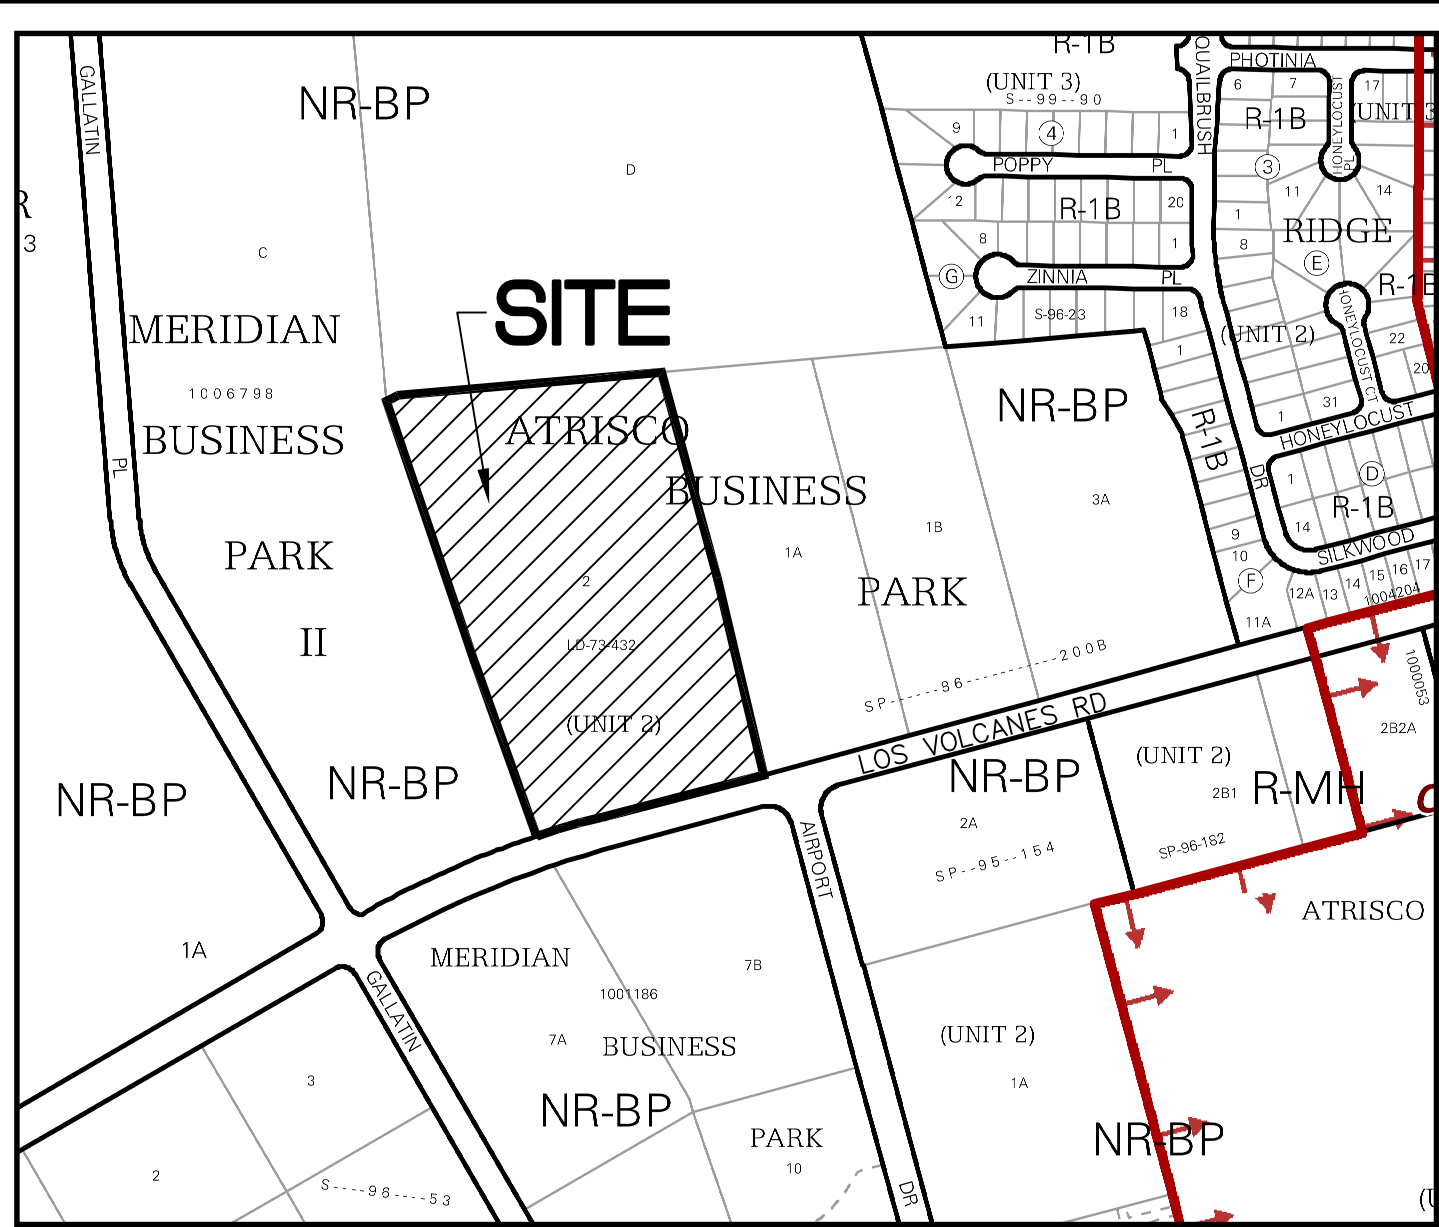 R-1B
QUAILBRUSH
PHOTINIA
GALLATIN
NR-BP
(UNIT 3)
S--99--90
6
7
HONEYLOCUST
PL
17
(UNIT 3
R-1B
9
4
1
POPPY
PL
3
D
11
14
R
3
12
R-1B
20
1
RIDGE
C
8
1
8
E
G
ZINNIA
PL
R-1B
SITE
HONEYLOCUST CT
MERIDIAN
11
S-96-23
18
(UNIT 2)
22
1
20
1006798
NR-BP
31
1
HONEYLOCUST
BUSINESS
ATRISCO
R-1B
PL
DR
1
D
BUSINESS
3A
R-1B
1B
14
PARK
1A
9
SILKWOOD
10
2
F
PARK
12A
13
14
15
16
17
1004204
II
11A
LD-73-432
SP-----86--------------200B
1000053
(UNIT 2)
LOS VOLCANES RD
2B2A
(UNIT 2)
NR-BP
NR-BP
NR-BP
2B1
R-MH
2A
AIRPORT
SP--95--154
SP-96-182
ATRISCO
1A
MERIDIAN
7B
GALLATIN
1001186
7A
BUSINESS
(UNIT 2)
3
1A
NR-BP
PARK
NR-BP
10
2
S----96----53
DR